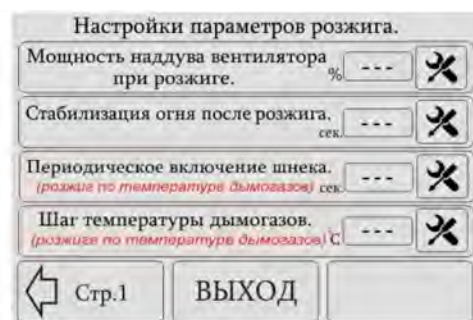 Настройки параметров розжига.
Мощность наддува вентилятора
при розжиге. % ---
Стабилизация огня после розжига.
сек. ---
Периодическое включение шнека.
(розжиг по температуре дымогазов) сек. ---
Шаг температуры дымогазов.
(розжиге по температуре дымогазов) С ---
Стр.1 ВЫХОД